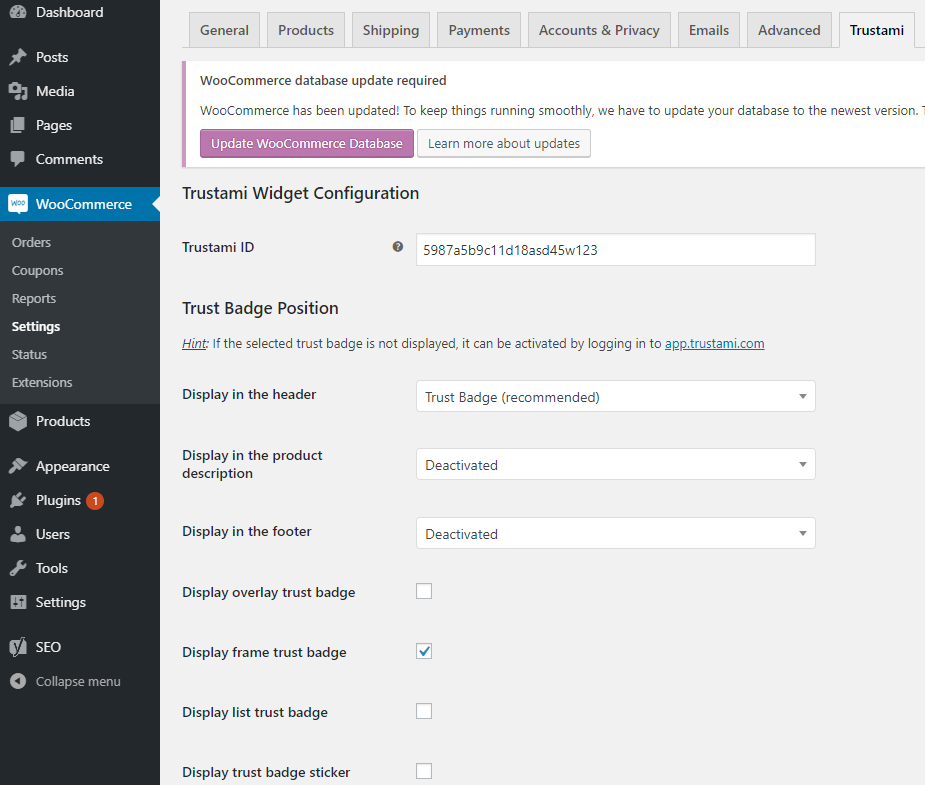 Dashboard
Posts
Media
Pages
Comments
WOO WooCommerce
Orders
Coupons
Reports
Settings
Status
Extensions
Products
Appearance
Plugins 1
Users
Tools
Settings
SEO
Collapse menu
General Products Shipping Payments Accounts & Privacy Emails Advanced Trustami
WooCommerce database update required
WooCommerce has been updated! To keep things running smoothly, we have to update your database to the newest version.
Update WooCommerce Database Learn more about updates
Trustami Widget Configuration
Trustami ID ? 5987a5b9c11d18asd45w123
Trust Badge Position
Hint: If the selected trust badge is not displayed, it can be activated by logging in to app.trustami.com
Display in the header Trust Badge (recommended)
Display in the product
description
Deactivated
Display in the footer Deactivated
Display overlay trust badge
Display frame trust badge
Display list trust badge
Display trust badge sticker